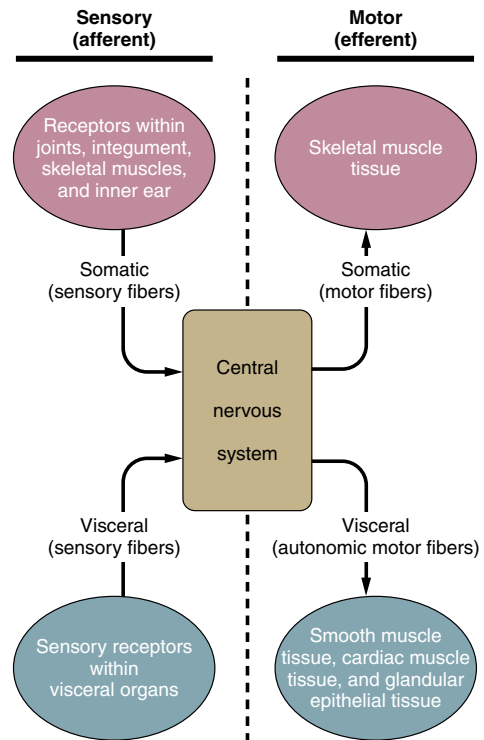 Sensory
(afferent)
Motor
(efferent)
Receptors within
joints, integument,
skeletal muscles,
and inner ear
Skeletal muscle
tissue
Somatic
(sensory fibers)
Somatic
(motor fibers)
Central
nervous
system
Visceral
(sensory fibers)
Visceral
(autonomic motor fibers)
Sensory receptors
within
visceral organs
Smooth muscle
tissue, cardiac muscle
tissue, and glandular
epithelial tissue